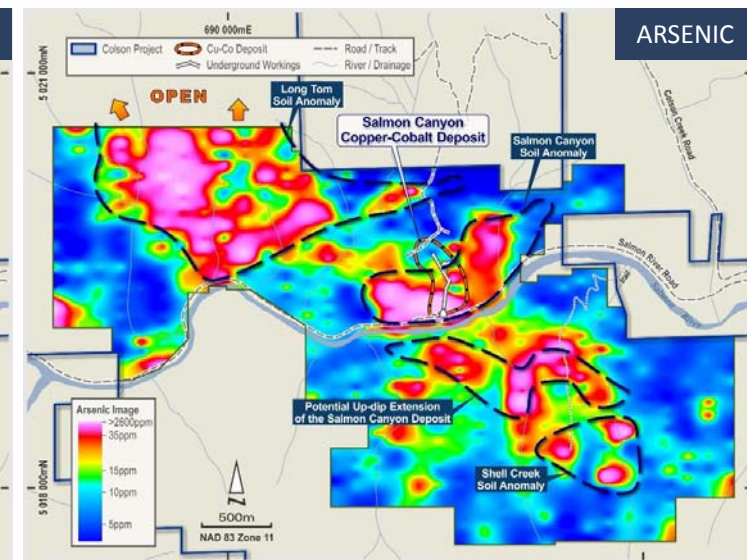 ARSENIC
690 000mE
5 021 000mN
Colson Project
Cu-Co Deposit
Road / Track
Underground Workings
River / Drainage
OPEN
Long Tom
Soil Anomaly
Salmon Canyon
Copper-Cobalt Deposit
Salmon Canyon
Soil Anomaly
Colson Creek Road
Salmon River Road
Salmon River
trail
Potential Up-dip Extension
of the Salmon Canyon Deposit
Shell Creek
Soil Anomaly
Arsenic Image
>2600ppm
35ppm
15ppm
10ppm
5ppm
5 018 000mN
N
500m
NAD 83 Zone 11